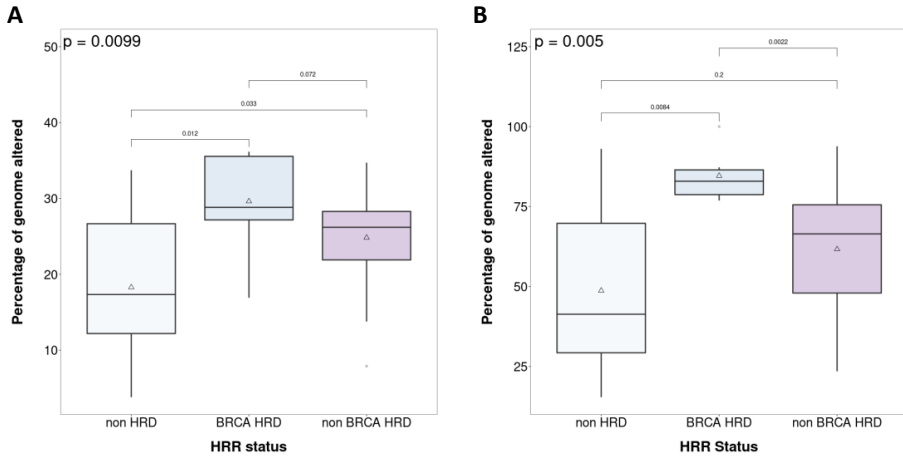 A
p = 0.0099
50
40
30
20
10
0.072
0.033
0.012
Percentage of genome altered
non HRD
BRCA HRD
non BRCA HRD
HRR status
B
p = 0.005
125
100
75
50
25
0.0022
0.2
0.0084
Percentage of genome altered
non HRD
BRCA HRD
non BRCA HRD
HRR Status